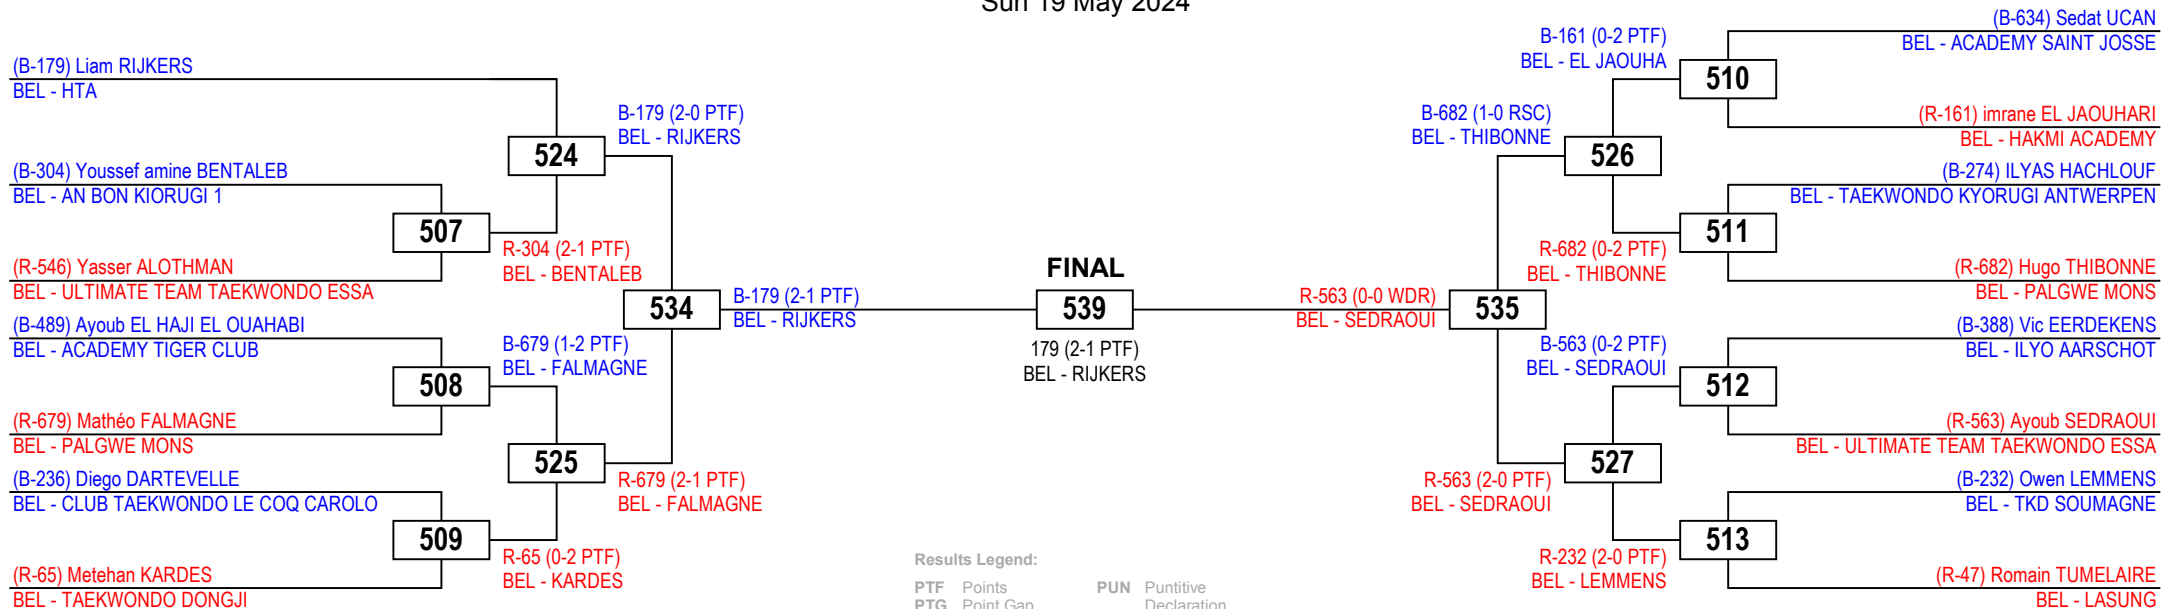 Sun 19 May 2024
(B-179) Liam RIJKERS
BEL - HTA
(B-304) Youssef amine BENTALEB
BEL - AN BON KIORUGI 1
(R-546) Yasser ALOTHMAN
BEL - ULTIMATE TEAM TAEKWONDO ESSA
(B-489) Ayoub EL HAJI EL OUAHABI
BEL - ACADEMY TIGER CLUB
(R-679) Mathéo FALMAGNE
BEL - PALGWE MONS
(B-236) Diego DARTEVELLE
BEL - CLUB TAEKWONDO LE COQ CAROLO
(R-65) Metehan KARDES
BEL - TAEKWONDO DONGJI
507
508
509
R-304 (2-1 PTF)
BEL - BENTALEB
B-679 (1-2 PTF)
BEL - FALMAGNE
R-65 (0-2 PTF)
BEL - KARDES
524
525
B-179 (2-0 PTF)
BEL - RIJKERS
R-679 (2-1 PTF)
BEL - FALMAGNE
534
B-179 (2-1 PTF)
BEL - RIJKERS
FINAL
539
179 (2-1 PTF)
BEL - RIJKERS
R-563 (0-0 WDR)
BEL - SEDRAOUI
535
B-682 (1-0 RSC)
BEL - THIBONNE
R-563 (2-0 PTF)
BEL - SEDRAOUI
526
527
B-161 (0-2 PTF)
BEL - EL JAOUHA
R-682 (0-2 PTF)
BEL - THIBONNE
B-563 (0-2 PTF)
BEL - SEDRAOUI
R-232 (2-0 PTF)
BEL - LEMMENS
510
511
512
513
(B-634) Sedat UCAN
BEL - ACADEMY SAINT JOSSE
(R-161) imrane EL JAOUHARI
BEL - HAKMI ACADEMY
(B-274) ILYAS HACHLOUF
BEL - TAEKWONDO KYORUGI ANTWERPEN
(R-682) Hugo THIBONNE
BEL - PALGWE MONS
(B-388) Vic EERDEKENS
BEL - ILYO AARSCHOT
(R-563) Ayoub SEDRAOUI
BEL - ULTIMATE TEAM TAEKWONDO ESSA
(B-232) Owen LEMMENS
BEL - TKD SOUMAGNE
(R-47) Romain TUMELAIRE
BEL - LASUNG
Results Legend:
PTF Points PUN Puntitive
PTG Point Gap Declaration